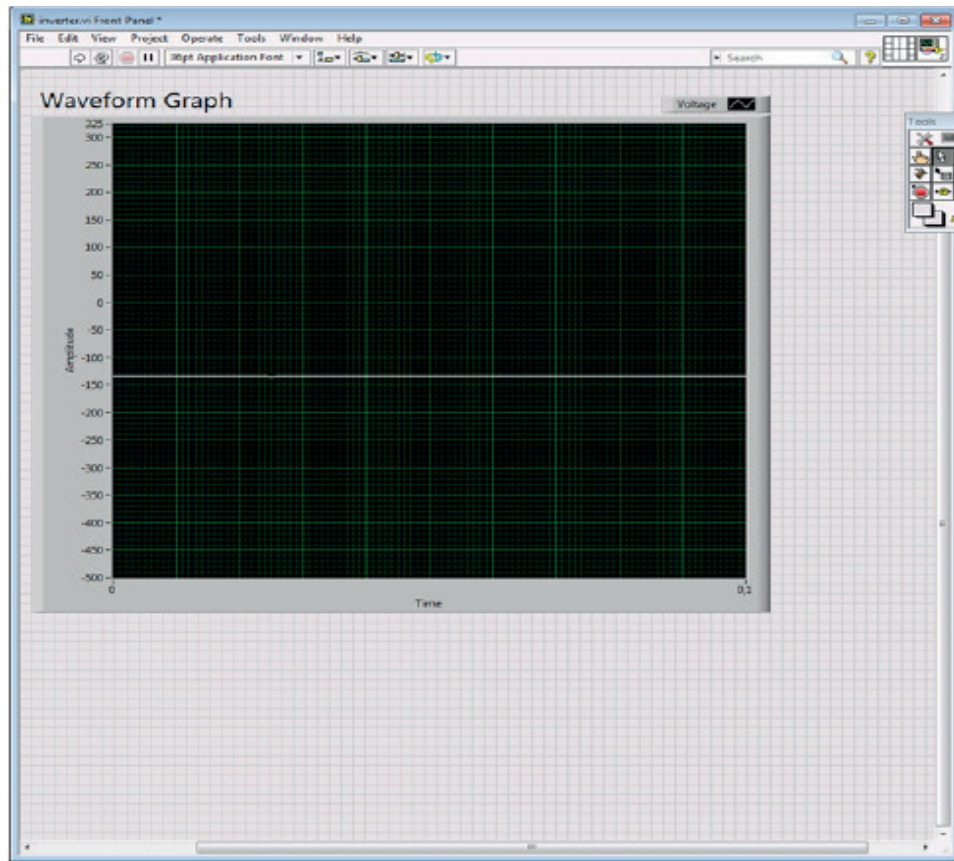 inverter.vi Front Panel *
File Edit View Project Operate Tools Window Help
36pt Application Font
Search
Waveform Graph
Voltage
Tools
325
300
250
200
150
100
50
0
-50
-100
-150
-200
-250
-300
-350
-400
-450
-500
Amplitude
0
0,1
Time